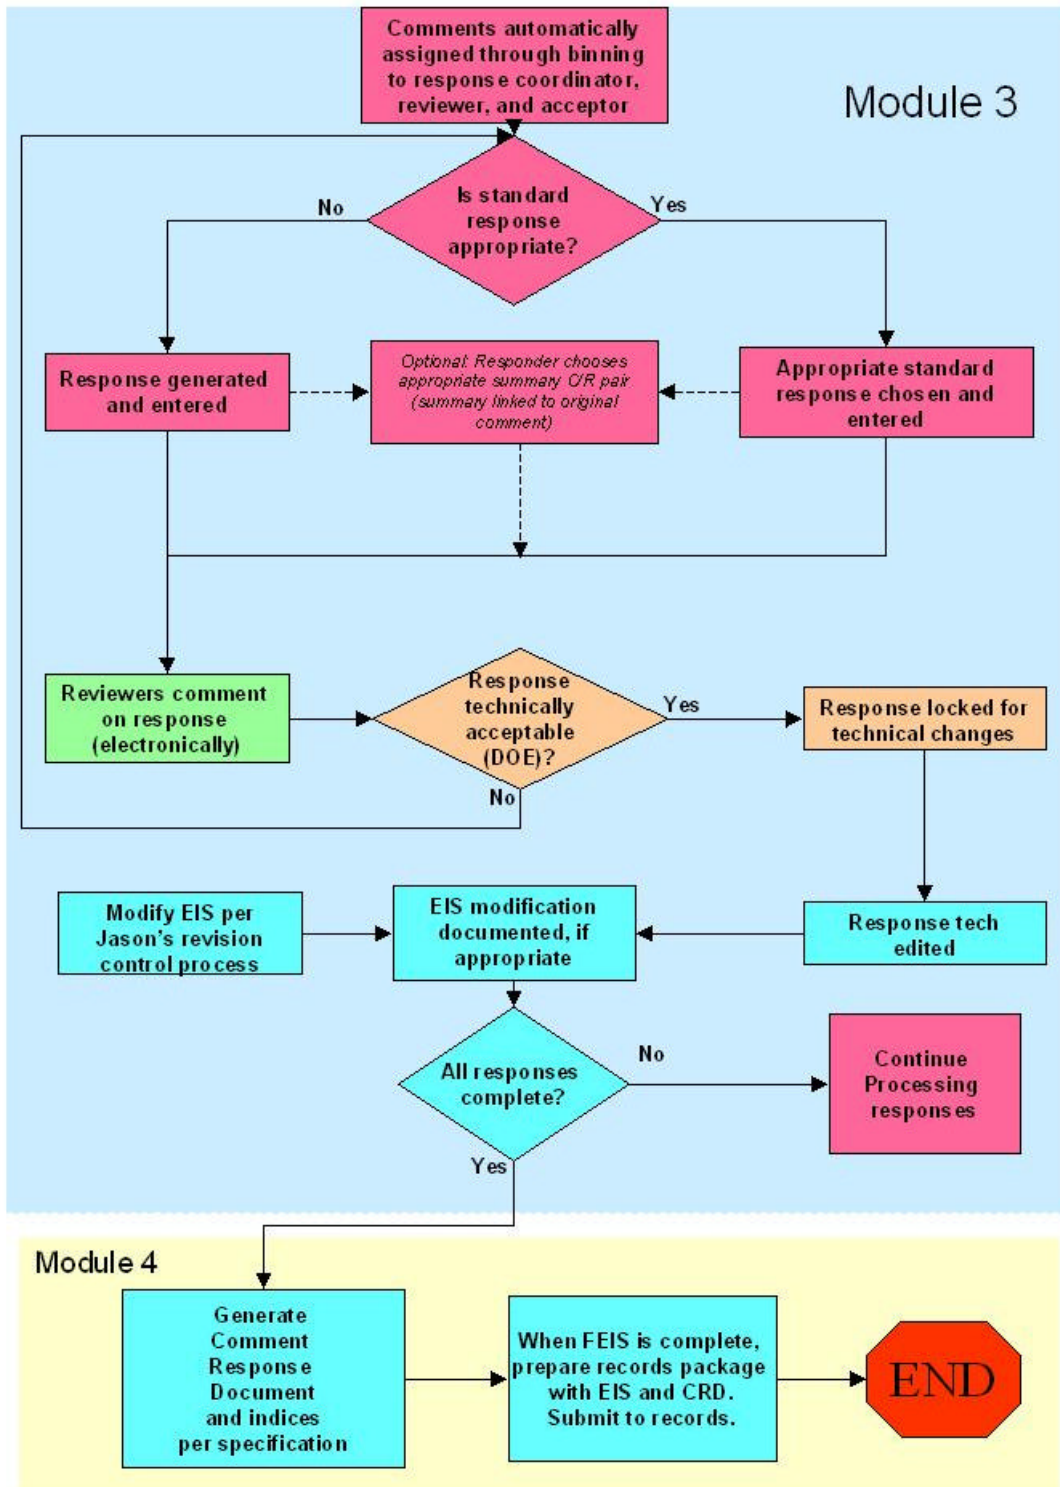 Comments automatically
assigned through binning
to response coordinator,
reviewer, and acceptor
Module 3
Is standard
response
appropriate?
No
Yes
Response generated
and entered
Optional: Responder chooses
appropriate summary C/R pair
(summary linked to original
comment)
Appropriate standard
response chosen and
entered
Reviewers comment
on response
(electronically)
Response
technically
acceptable
(DOE)?
Yes
No
Response locked for
technical changes
Modify EIS per
Jason's revision
control process
EIS modification
documented, if
appropriate
Response tech
edited
All responses
complete?
No
Yes
Continue
Processing
responses
Module 4
Generate
Comment
Response
Document
and indices
per specification
When FEIS is complete,
prepare records package
with EIS and CRD.
Submit to records.
END